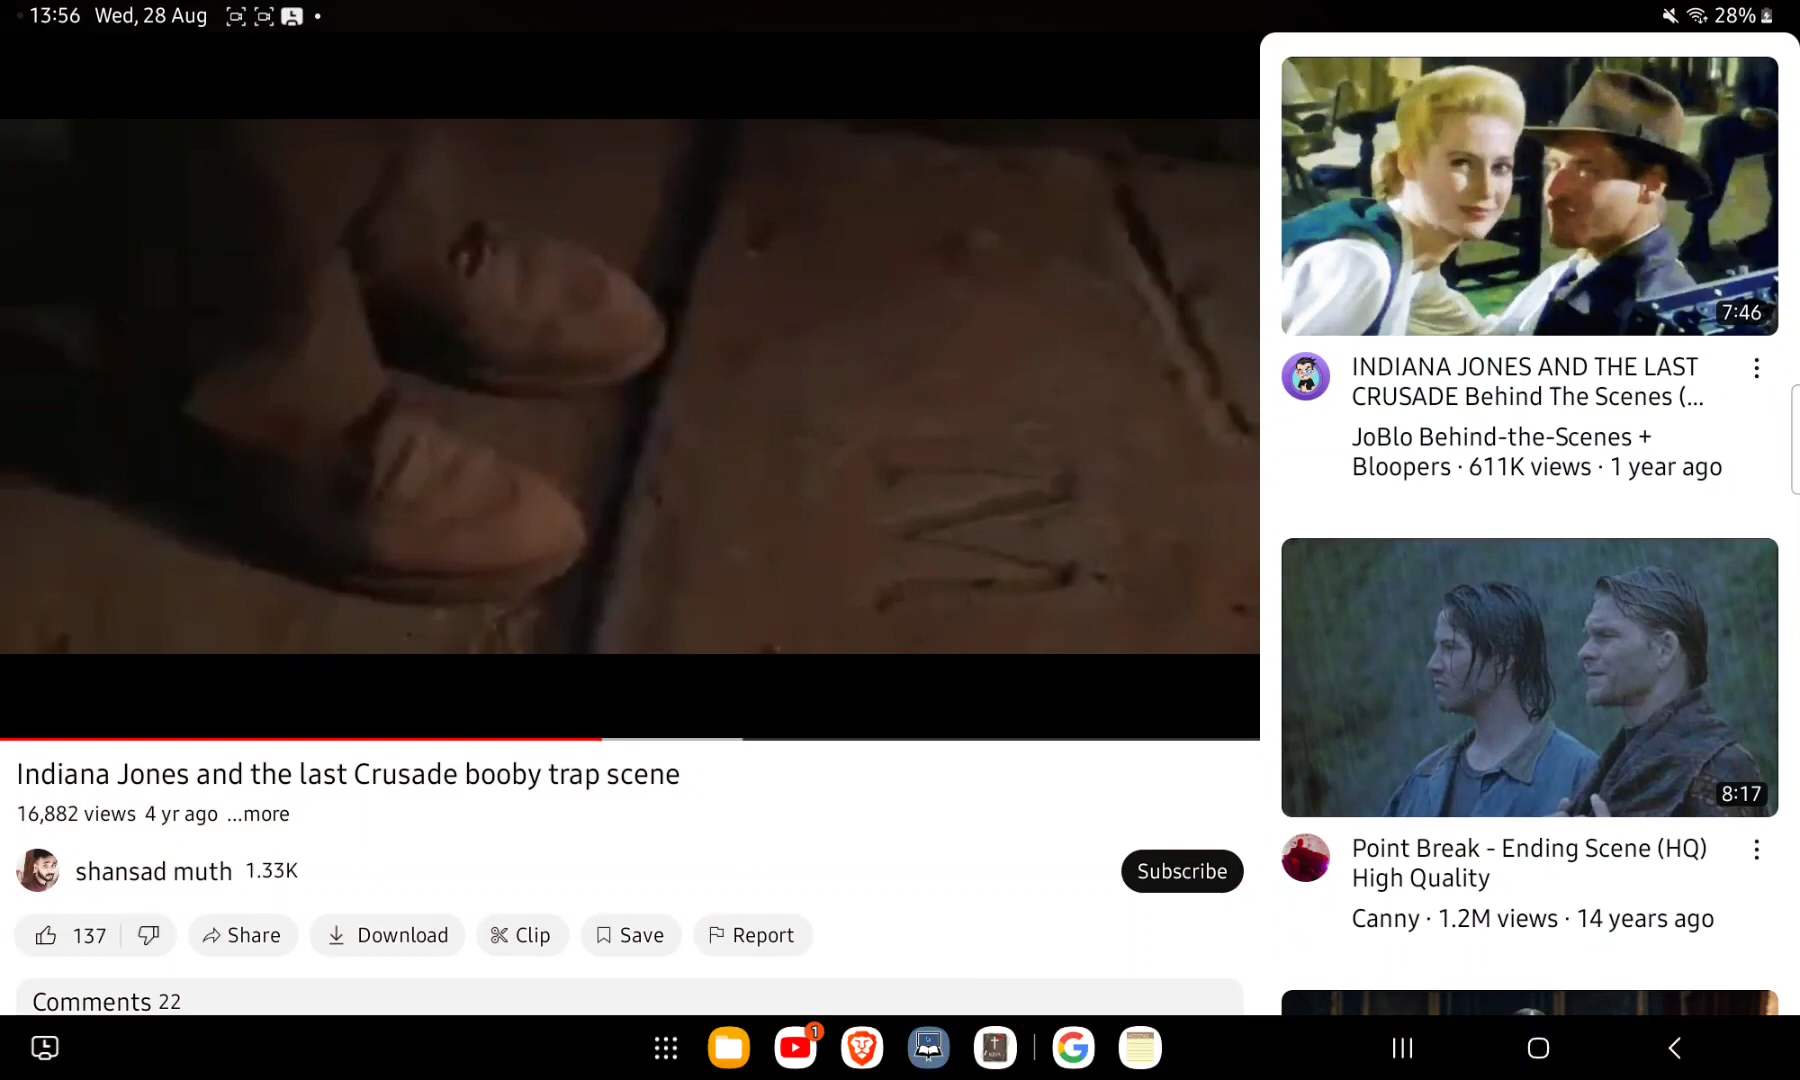 13:56 Wed, 28 Aug
28%
7:46
INDIANA JONES AND THE LAST
CRUSADE Behind The Scenes (...
JoBlo Behind-the-Scenes +
Bloopers · 611K views · 1 year ago
8:17
Point Break - Ending Scene (HQ)
High Quality
Canny · 1.2M views · 14 years ago
Indiana Jones and the last Crusade booby trap scene
16,882 views 4 yr ago ...more
shansad muth 1.33K
Subscribe
137 Share Download Clip Save Report
Comments 22
1